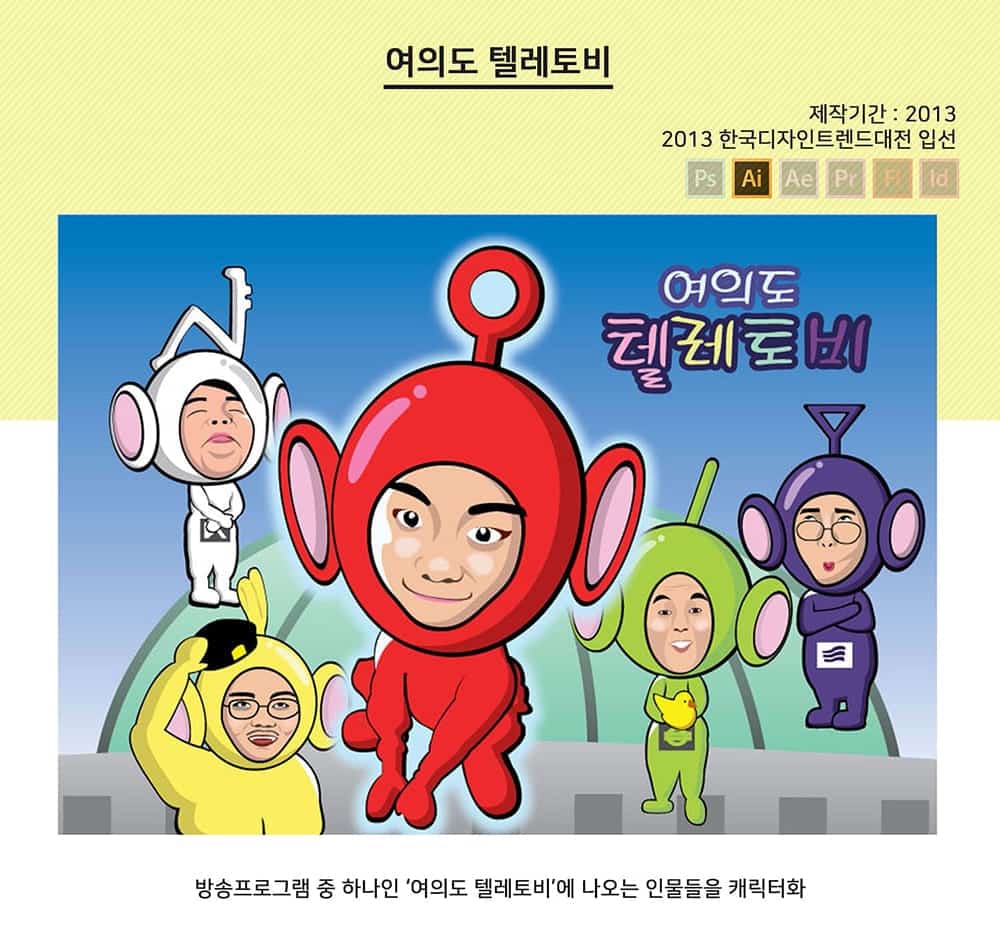 여의도 텔레토비
제작기간 : 2013
2013 한국디자인트렌드대전 입선
Ps Ai Ae Pr Fl Id
여의도
텔레토비
방송프로그램 중 하나인 '여의도 텔레토비'에 나오는 인물들을 캐릭터화